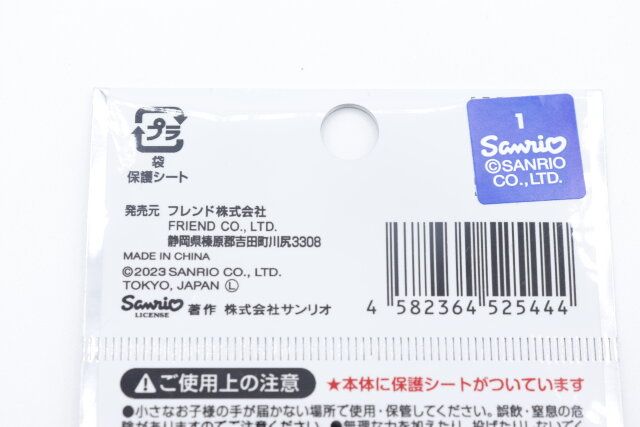 プラ
袋
保護シート
1
Sanrio
©SANRIO
CO., LTD.
発売元 フレンド株式会社
FRIEND CO., LTD.
静岡県榛原郡吉田町川尻3308
MADE IN CHINA
©2023 SANRIO CO., LTD.
TOKYO, JAPAN Ⓛ
Sanrio
LICENSE
著作 株式会社サンリオ
4 582364 525444
ご使用上の注意 ★本体に保護シートがついています
●小さなお子様の手が届かない場所で使用・保管してください。誤飲・窒息の危